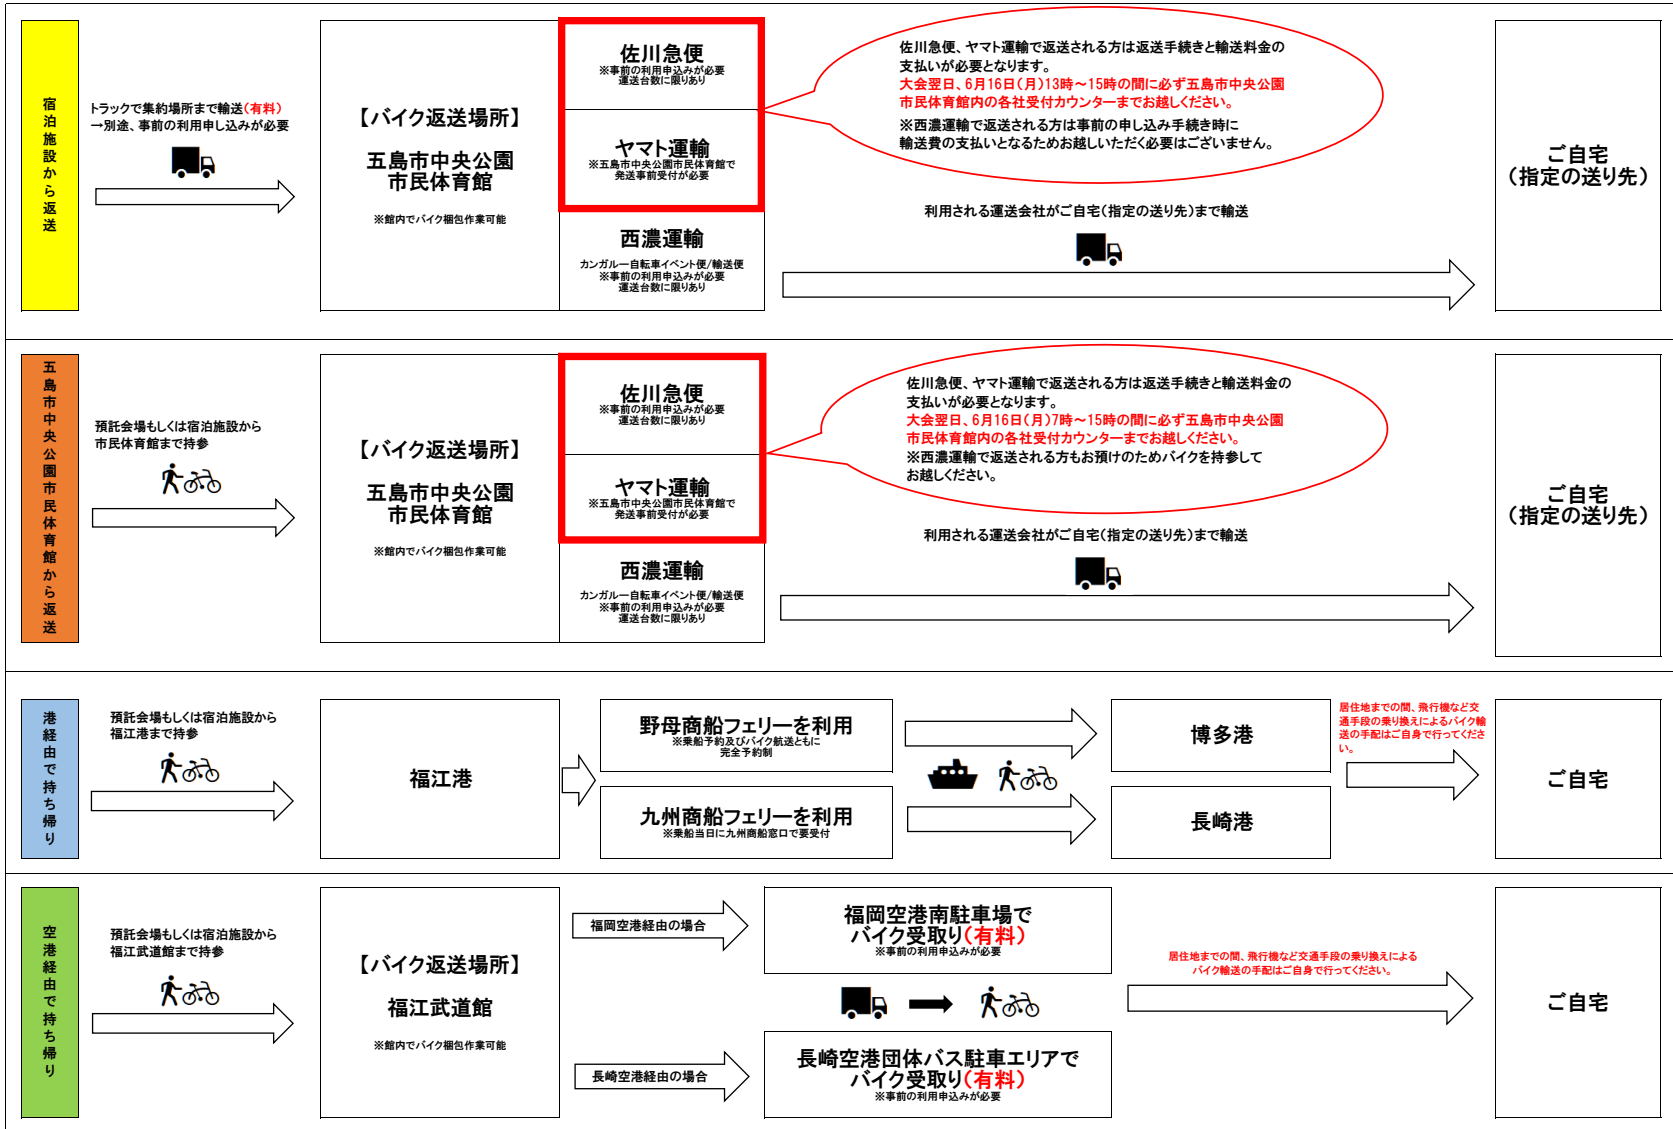 宿泊施設から返送
トラックで集約場所まで輸送(有料)
→別途、事前の利用申し込みが必要
【バイク返送場所】
五島市中央公園
市民体育館
※館内でバイク梱包作業可能
佐川急便
※事前の利用申込みが必要
運送台数に限りあり
ヤマト運輸
※五島市中央公園市民体育館で
発送事前受付が必要
西濃運輸
カンガルー自転車イベント便/輸送便
※事前の利用申込みが必要
運送台数に限りあり
佐川急便、ヤマト運輸で返送される方は返送手続きと輸送料金の
支払いが必要となります。
大会翌日、6月16日(月)13時～15時の間に必ず五島市中央公園
市民体育館内の各社受付カウンターまでお越しください。
※西濃運輸で返送される方は事前の申し込み手続き時に
輸送費の支払いとなるためお越しいただく必要はございません。
利用される運送会社がご自宅(指定の送り先)まで輸送
ご自宅
(指定の送り先)
五島市中央公園市民体育館から返送
預託会場もしくは宿泊施設から
市民体育館まで持参
【バイク返送場所】
五島市中央公園
市民体育館
※館内でバイク梱包作業可能
佐川急便
※事前の利用申込みが必要
運送台数に限りあり
ヤマト運輸
※五島市中央公園市民体育館で
発送事前受付が必要
西濃運輸
カンガルー自転車イベント便/輸送便
※事前の利用申込みが必要
運送台数に限りあり
佐川急便、ヤマト運輸で返送される方は返送手続きと輸送料金の
支払いが必要となります。
大会翌日、6月16日(月)7時～15時の間に必ず五島市中央公園
市民体育館内の各社受付カウンターまでお越しください。
※西濃運輸で返送される方もお預けのためバイクを持参して
お越しください。
利用される運送会社がご自宅(指定の送り先)まで輸送
ご自宅
(指定の送り先)
港経由で持ち帰り
預託会場もしくは宿泊施設から
福江港まで持参
福江港
野母商船フェリーを利用
※乗船予約及びバイク航送ともに
完全予約制
九州商船フェリーを利用
※乗船当日に九州商船窓口で要受付
博多港
長崎港
居住地までの間、飛行機など交
通手段の乗り換えによるバイク輸
送の手配はご自身で行ってくださ
い。
ご自宅
空港経由で持ち帰り
預託会場もしくは宿泊施設から
福江武道館まで持参
【バイク返送場所】
福江武道館
※館内でバイク梱包作業可能
福岡空港経由の場合
長崎空港経由の場合
福岡空港南駐車場で
バイク受取り(有料)
※事前の利用申込みが必要
長崎空港団体バス駐車エリアで
バイク受取り(有料)
※事前の利用申込みが必要
居住地までの間、飛行機など交通手段の乗り換えによる
バイク輸送の手配はご自身で行ってください。
ご自宅